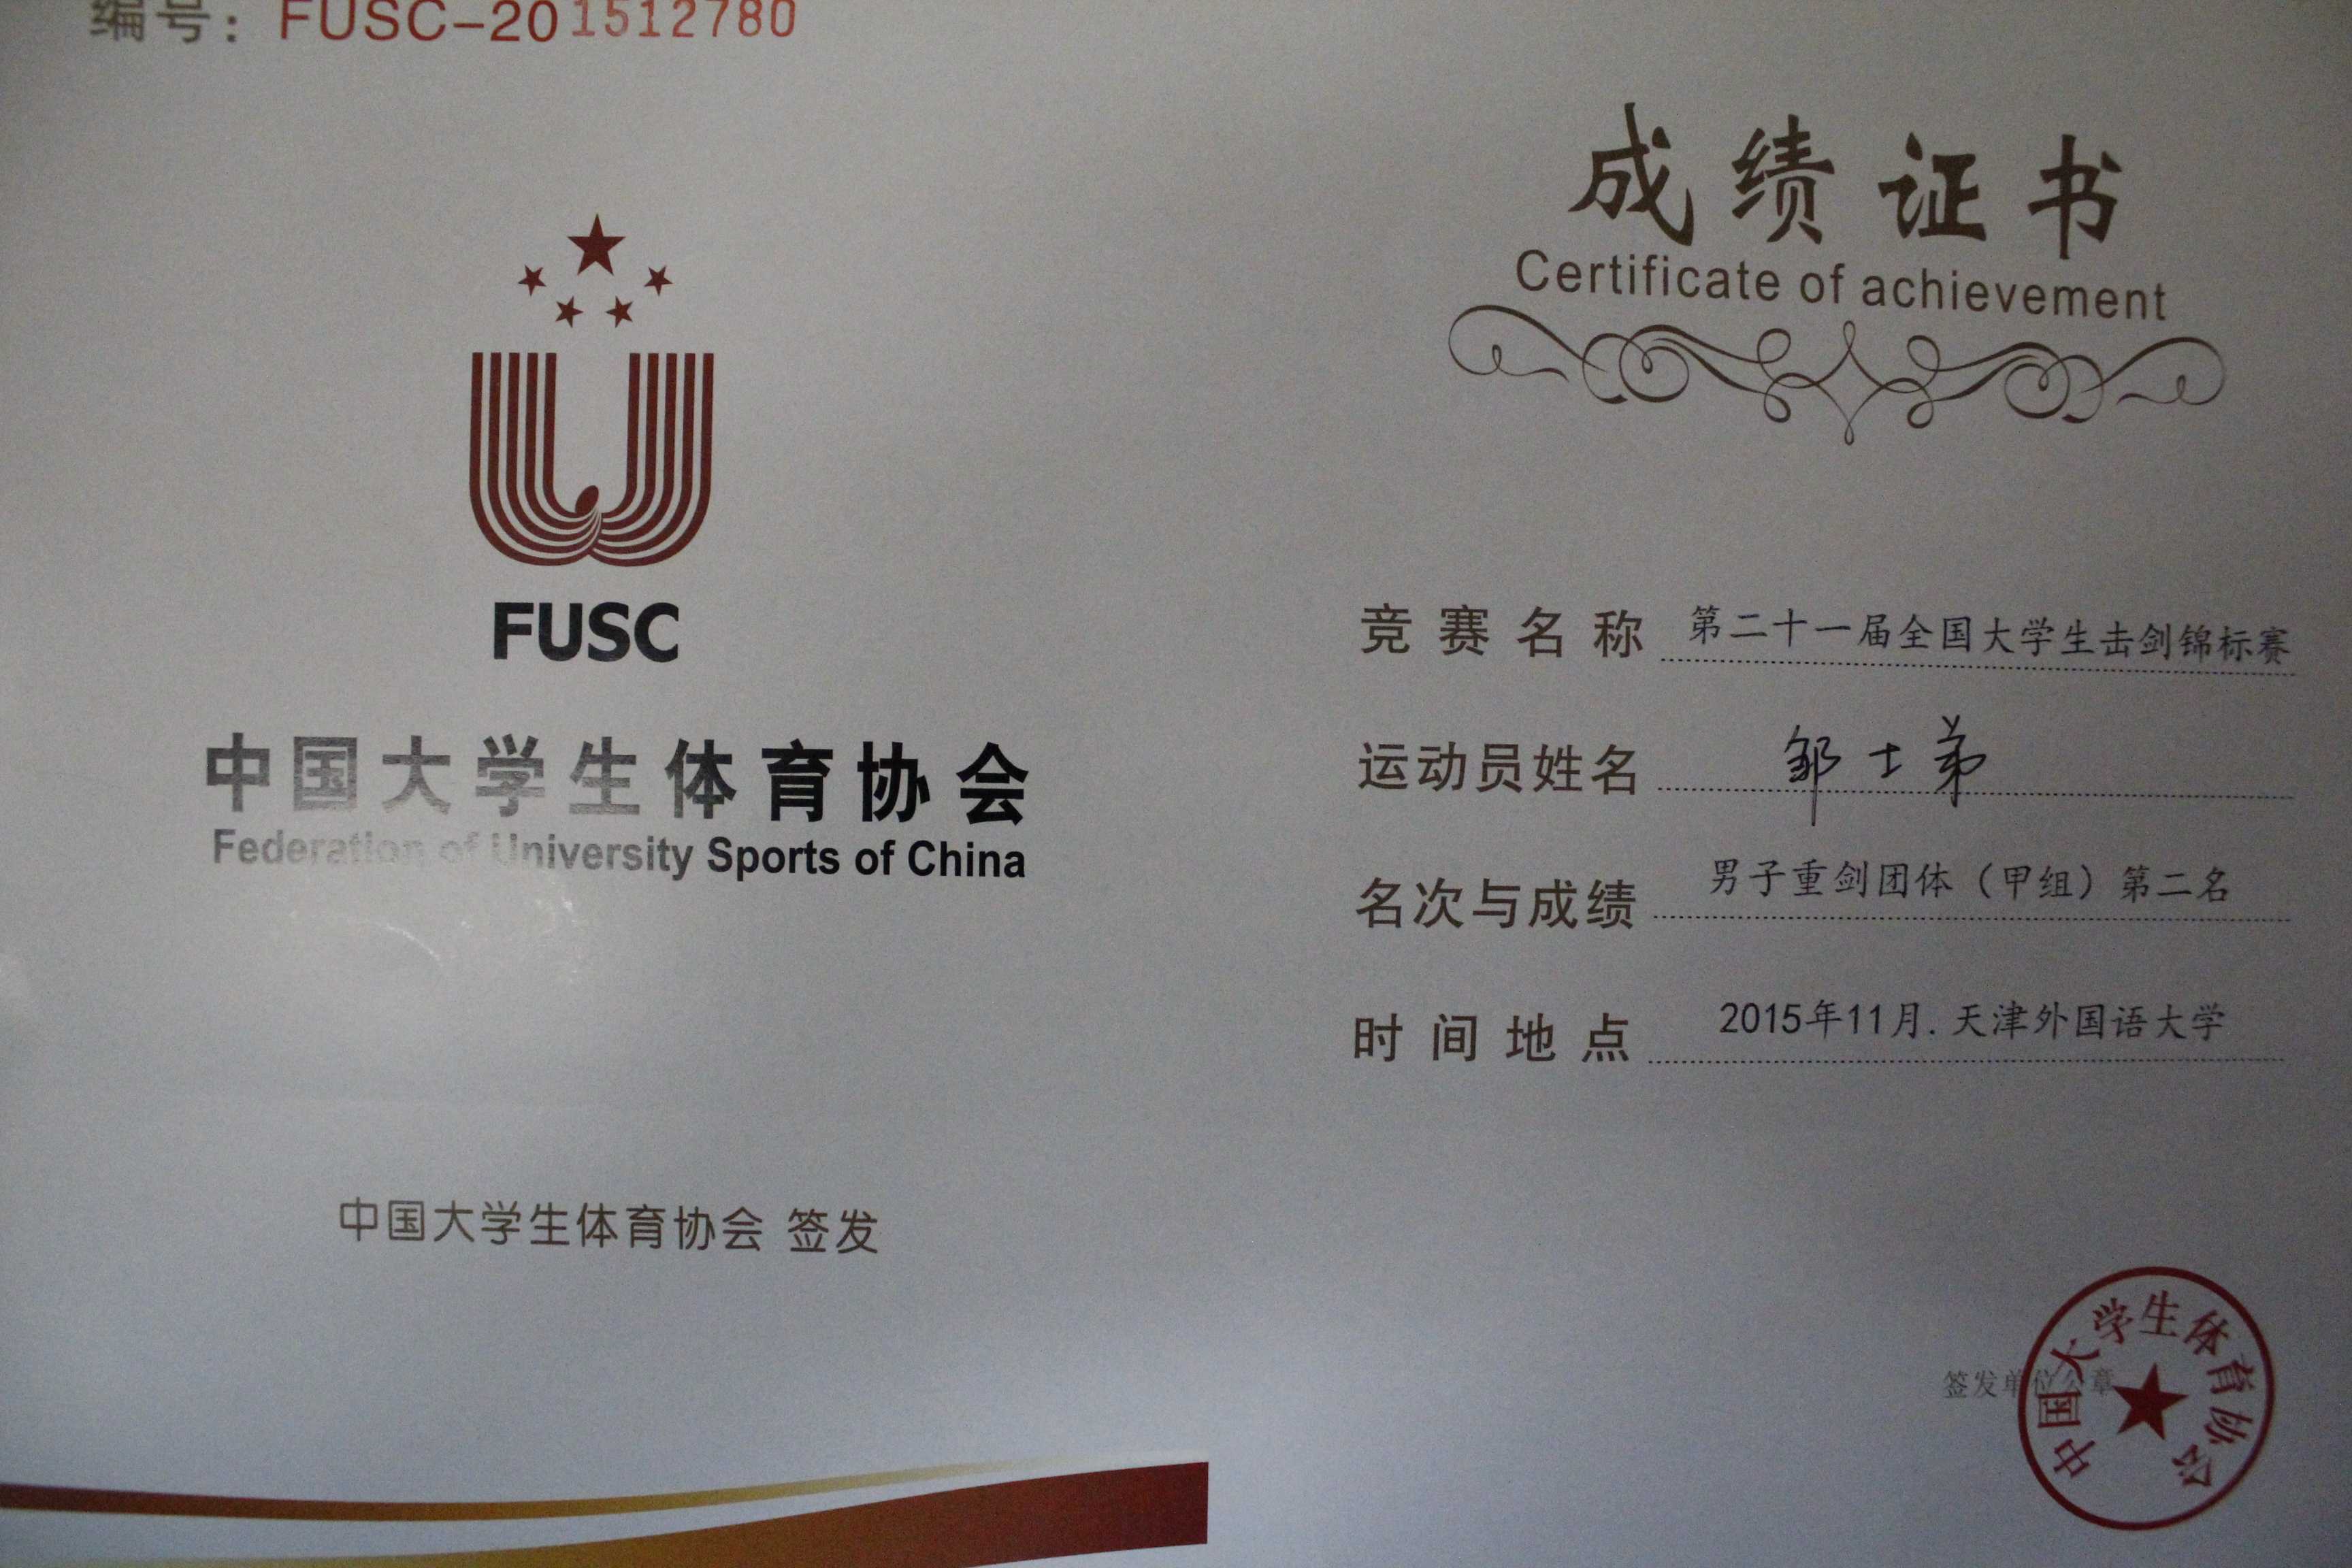 编号: FUSC-201512780
FUSC
中国大学生体育协会
Federation of University Sports of China
中国大学生体育协会 签发
成绩证书
Certificate of achievement
竞赛名称 第二十一届全国大学生击剑锦标赛
运动员姓名 邹士弟
名次与成绩 男子重剑团体（甲组）第二名
时间地点 2015年11月.天津外国语大学
签发单位公章
中国大学生体育协会